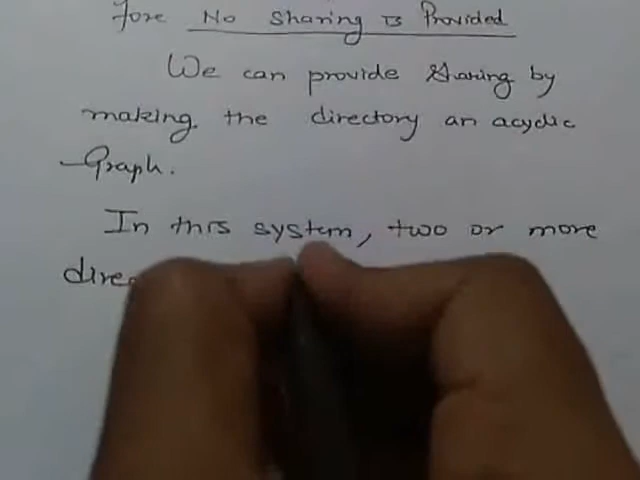 fore No Sharing is Provided
We can provide Sharing by
making. the directory an acyclic
Graph.
In this system, two or more
direc